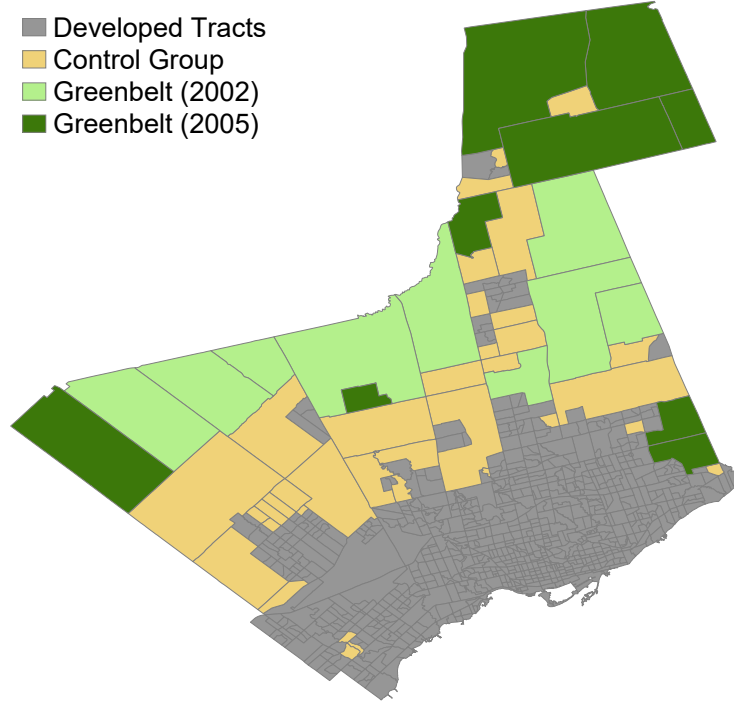 Developed Tracts
Control Group
Greenbelt (2002)
Greenbelt (2005)